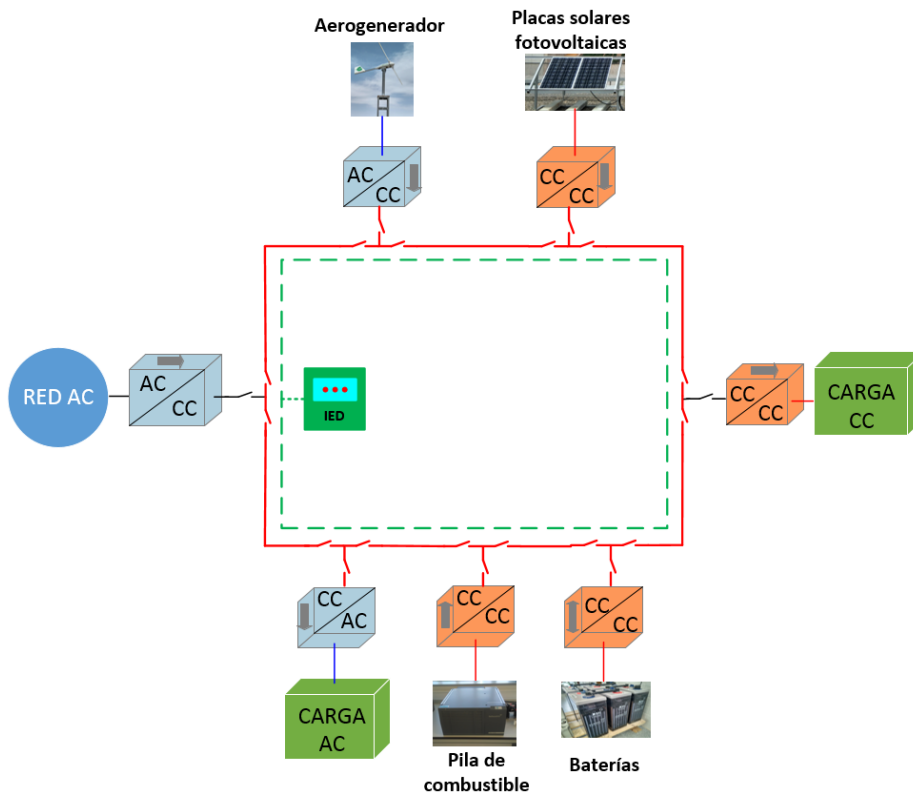 Aerogenerador
Placas solares
fotovoltaicas
AC
CC
CC
CC
RED AC
AC
CC
IED
CC
CC
CARGA
CC
CC
AC
CC
CC
CC
CC
CARGA
AC
Pila de
combustible
Baterías